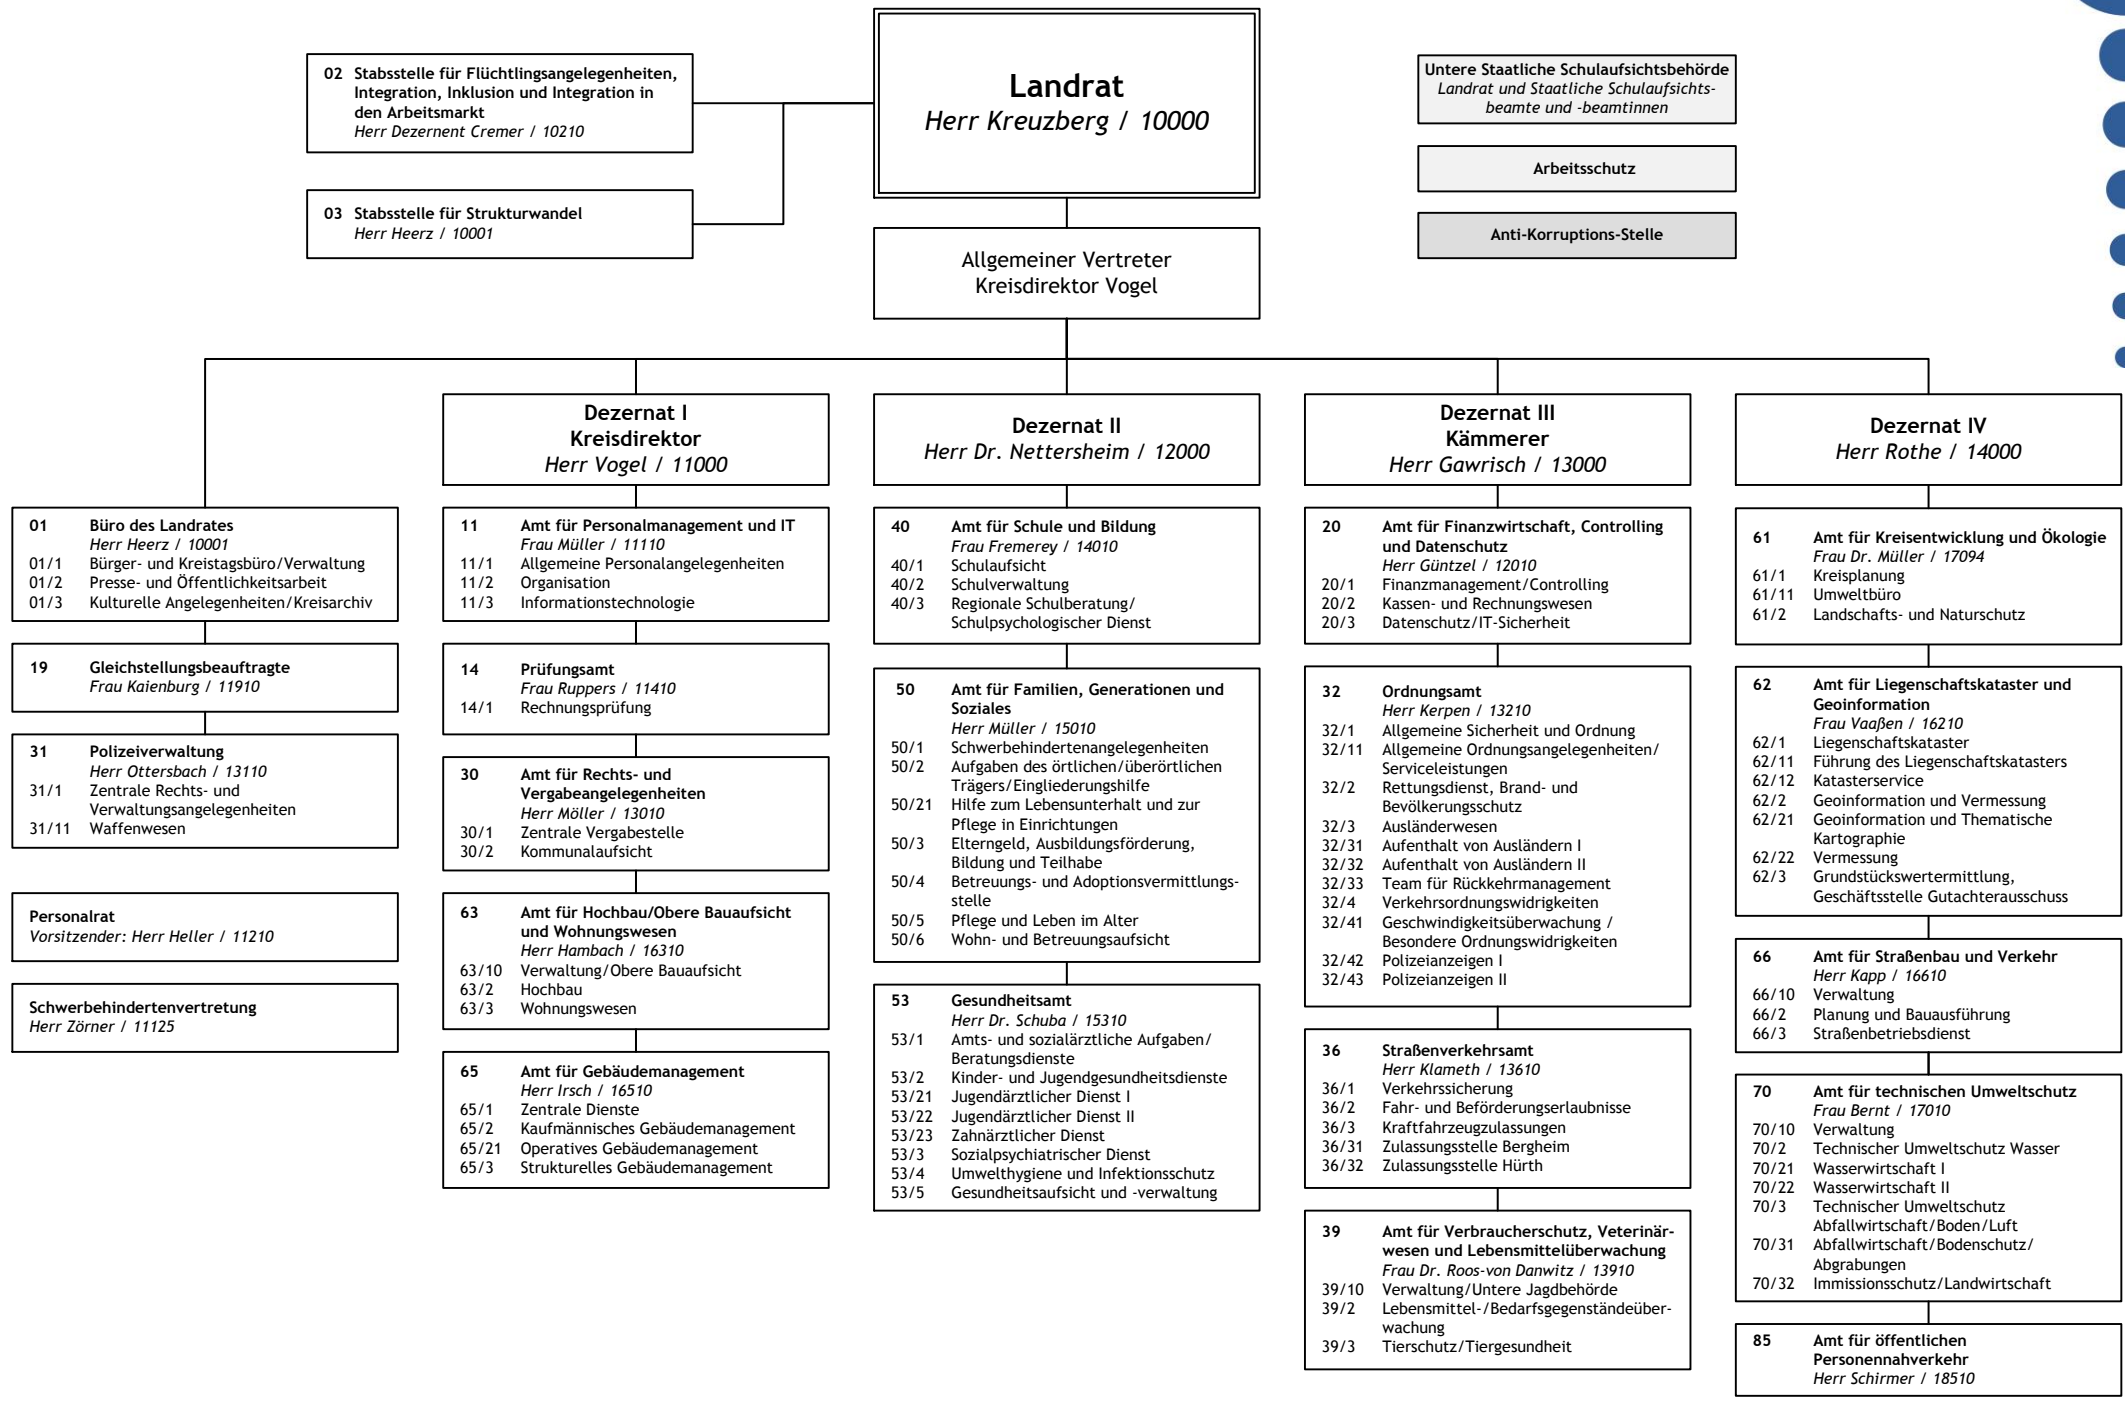 02 Stabsstelle für Flüchtlingsangelegenheiten,
Integration, Inklusion und Integration in
den Arbeitsmarkt
Herr Dezernent Cremer / 10210
03 Stabsstelle für Strukturwandel
Herr Heerz / 10001
Landrat
Herr Kreuzberg / 10000
Allgemeiner Vertreter
Kreisdirektor Vogel
Untere Staatliche Schulaufsichtsbehörde
Landrat und Staatliche Schulaufsichts-
beamte und -beamtinnen
Arbeitsschutz
Anti-Korruptions-Stelle
01 Büro des Landrates
Herr Heerz / 10001
01/1 Bürger- und Kreistagsbüro/Verwaltung
01/2 Presse- und Öffentlichkeitsarbeit
01/3 Kulturelle Angelegenheiten/Kreisarchiv
19 Gleichstellungsbeauftragte
Frau Kaienburg / 11910
31 Polizeiverwaltung
Herr Ottersbach / 13110
31/1 Zentrale Rechts- und
Verwaltungsangelegenheiten
31/11 Waffenwesen
Personalrat
Vorsitzender: Herr Heller / 11210
Schwerbehindertenvertretung
Herr Zörner / 11125
Dezernat I
Kreisdirektor
Herr Vogel / 11000
11 Amt für Personalmanagement und IT
Frau Müller / 11110
11/1 Allgemeine Personalangelegenheiten
11/2 Organisation
11/3 Informationstechnologie
14 Prüfungsamt
Frau Ruppers / 11410
14/1 Rechnungsprüfung
30 Amt für Rechts- und
Vergabeangelegenheiten
Herr Möller / 13010
30/1 Zentrale Vergabestelle
30/2 Kommunalaufsicht
63 Amt für Hochbau/Obere Bauaufsicht
und Wohnungswesen
Herr Hambach / 16310
63/10 Verwaltung/Obere Bauaufsicht
63/2 Hochbau
63/3 Wohnungswesen
65 Amt für Gebäudemanagement
Herr Irsch / 16510
65/1 Zentrale Dienste
65/2 Kaufmännisches Gebäudemanagement
65/21 Operatives Gebäudemanagement
65/3 Strukturelles Gebäudemanagement
Dezernat II
Herr Dr. Nettersheim / 12000
40 Amt für Schule und Bildung
Frau Fremerey / 14010
40/1 Schulaufsicht
40/2 Schulverwaltung
40/3 Regionale Schulberatung/
Schulpsychologischer Dienst
50 Amt für Familien, Generationen und
Soziales
Herr Müller / 15010
50/1 Schwerbehindertenangelegenheiten
50/2 Aufgaben des örtlichen/überörtlichen
Trägers/Eingliederungshilfe
50/21 Hilfe zum Lebensunterhalt und zur
Pflege in Einrichtungen
50/3 Elterngeld, Ausbildungsförderung,
Bildung und Teilhabe
50/4 Betreuungs- und Adoptionsvermittlungs-
stelle
50/5 Pflege und Leben im Alter
50/6 Wohn- und Betreuungsaufsicht
53 Gesundheitsamt
Herr Dr. Schuba / 15310
53/1 Amts- und sozialärztliche Aufgaben/
Beratungsdienste
53/2 Kinder- und Jugendgesundheitsdienste
53/21 Jugendärztlicher Dienst I
53/22 Jugendärztlicher Dienst II
53/23 Zahnärztlicher Dienst
53/3 Sozialpsychiatrischer Dienst
53/4 Umwelthygiene und Infektionsschutz
53/5 Gesundheitsaufsicht und -verwaltung
Dezernat III
Kämmerer
Herr Gawrisch / 13000
20 Amt für Finanzwirtschaft, Controlling
und Datenschutz
Herr Güntzel / 12010
20/1 Finanzmanagement/Controlling
20/2 Kassen- und Rechnungswesen
20/3 Datenschutz/IT-Sicherheit
32 Ordnungsamt
Herr Kerpen / 13210
32/1 Allgemeine Sicherheit und Ordnung
32/11 Allgemeine Ordnungsangelegenheiten/
Serviceleistungen
32/2 Rettungsdienst, Brand- und
Bevölkerungsschutz
32/3 Ausländerwesen
32/31 Aufenthalt von Ausländern I
32/32 Aufenthalt von Ausländern II
32/33 Team für Rückkehrmanagement
32/4 Verkehrsordnungswidrigkeiten
32/41 Geschwindigkeitsüberwachung /
Besondere Ordnungswidrigkeiten
32/42 Polizeianzeigen I
32/43 Polizeianzeigen II
36 Straßenverkehrsamt
Herr Klameth / 13610
36/1 Verkehrssicherung
36/2 Fahr- und Beförderungserlaubnisse
36/3 Kraftfahrzeugzulassungen
36/31 Zulassungsstelle Bergheim
36/32 Zulassungsstelle Hürth
39 Amt für Verbraucherschutz, Veterinär-
wesen und Lebensmittelüberwachung
Frau Dr. Roos-von Danwitz / 13910
39/10 Verwaltung/Untere Jagdbehörde
39/2 Lebensmittel-/Bedarfsgegenständeüber-
wachung
39/3 Tierschutz/Tiergesundheit
Dezernat IV
Herr Rothe / 14000
61 Amt für Kreisentwicklung und Ökologie
Frau Dr. Müller / 17094
61/1 Kreisplanung
61/11 Umweltbüro
61/2 Landschafts- und Naturschutz
62 Amt für Liegenschaftskataster und
Geoinformation
Frau Vaaßen / 16210
62/1 Liegenschaftskataster
62/11 Führung des Liegenschaftskatasters
62/12 Katasterservice
62/2 Geoinformation und Vermessung
62/21 Geoinformation und Thematische
Kartographie
62/22 Vermessung
62/3 Grundstückswertermittlung,
Geschäftstelle Gutachterausschuss
66 Amt für Straßenbau und Verkehr
Herr Kapp / 16610
66/10 Verwaltung
66/2 Planung und Bauausführung
66/3 Straßenbetriebsdienst
70 Amt für technischen Umweltschutz
Frau Bernt / 17010
70/10 Verwaltung
70/2 Technischer Umweltschutz Wasser
70/21 Wasserwirtschaft I
70/22 Wasserwirtschaft II
70/3 Technischer Umweltschutz
Abfallwirtschaft/Boden/Luft
70/31 Abfallwirtschaft/Bodenschutz/
Abgrabungen
70/32 Immissionsschutz/Landwirtschaft
85 Amt für öffentlichen
Personennahverkehr
Herr Schirmer / 18510